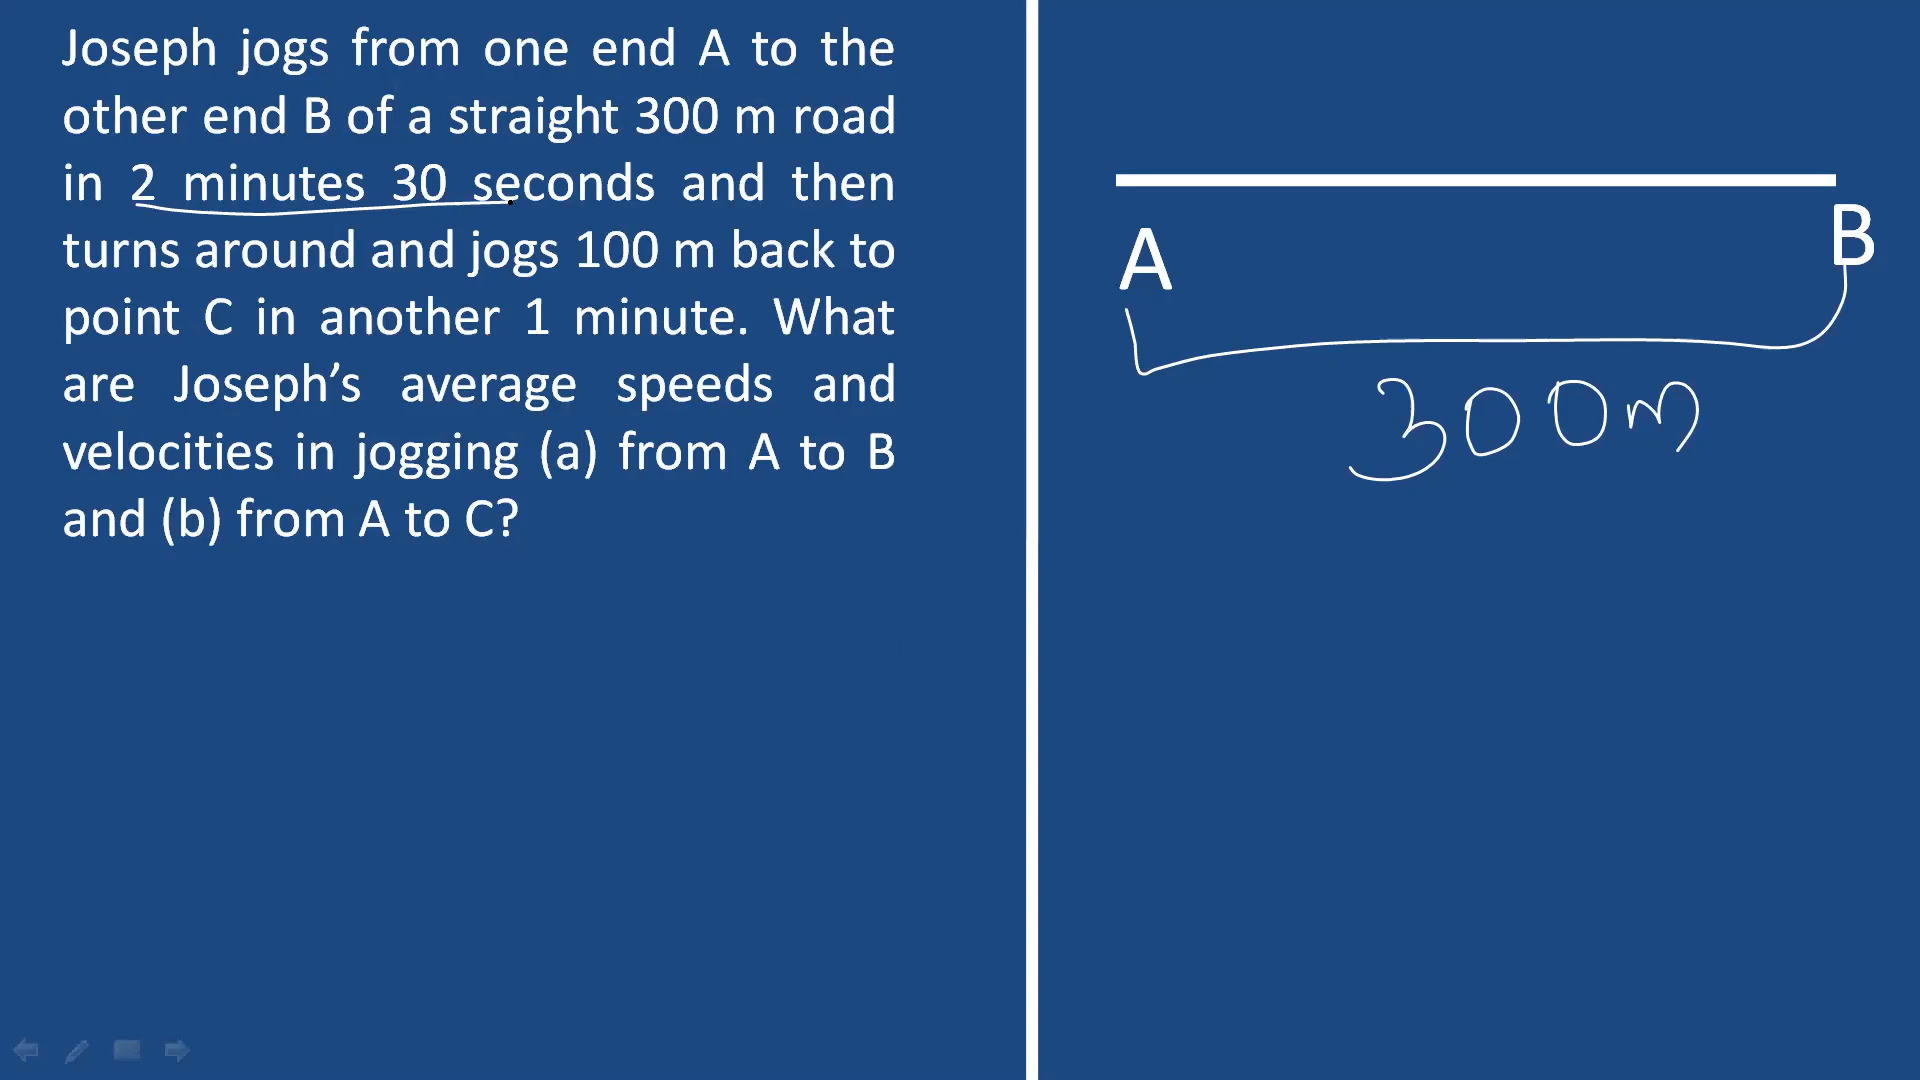 Joseph jogs from one end A to the
other end B of a straight 300 m road
in 2 minutes 30 seconds and then
turns around and jogs 100 m back to
point C in another 1 minute. What
are Joseph’s average speeds and
velocities in jogging (a) from A to B
and (b) from A to C?
A
B
300m